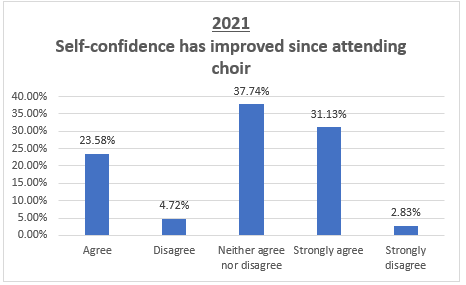 2021
Self-confidence has improved since attending
choir
40.00%
35.00%
30.00%
25.00%
20.00%
15.00%
10.00%
5.00%
0.00%
23.58%
4.72%
37.74%
31.13%
2.83%
Agree
Disagree
Neither agree
nor disagree
Strongly agree
Strongly
disagree